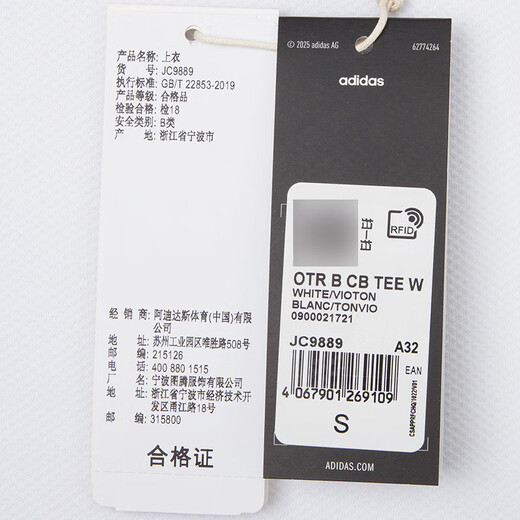 产品名称: 上衣
货 号: JC9889
执行标准: GB/T 22853-2019
产品等级: 合格品
检验合格: 检18
安全类别: B类
产 地: 浙江省宁波市
经 销 商: 阿迪达斯体育(中国)有限
公司
地 址: 苏州工业园区唯胜路508号
邮 编: 215126
电 话: 400 880 1515
厂 名: 宁波图腾服饰有限公司
地 址: 浙江省宁波市经济技术开
发区甬江路18号
邮 编: 315800
合格证
© 2025 adidas AG
62774264
adidas
RFID
OTR B CB TEE W
WHITE/VIOTON
BLANC/TONVIO
0900021721
JC9889
A32
EAN
4 067901 269109
S
ADIDAS.COM